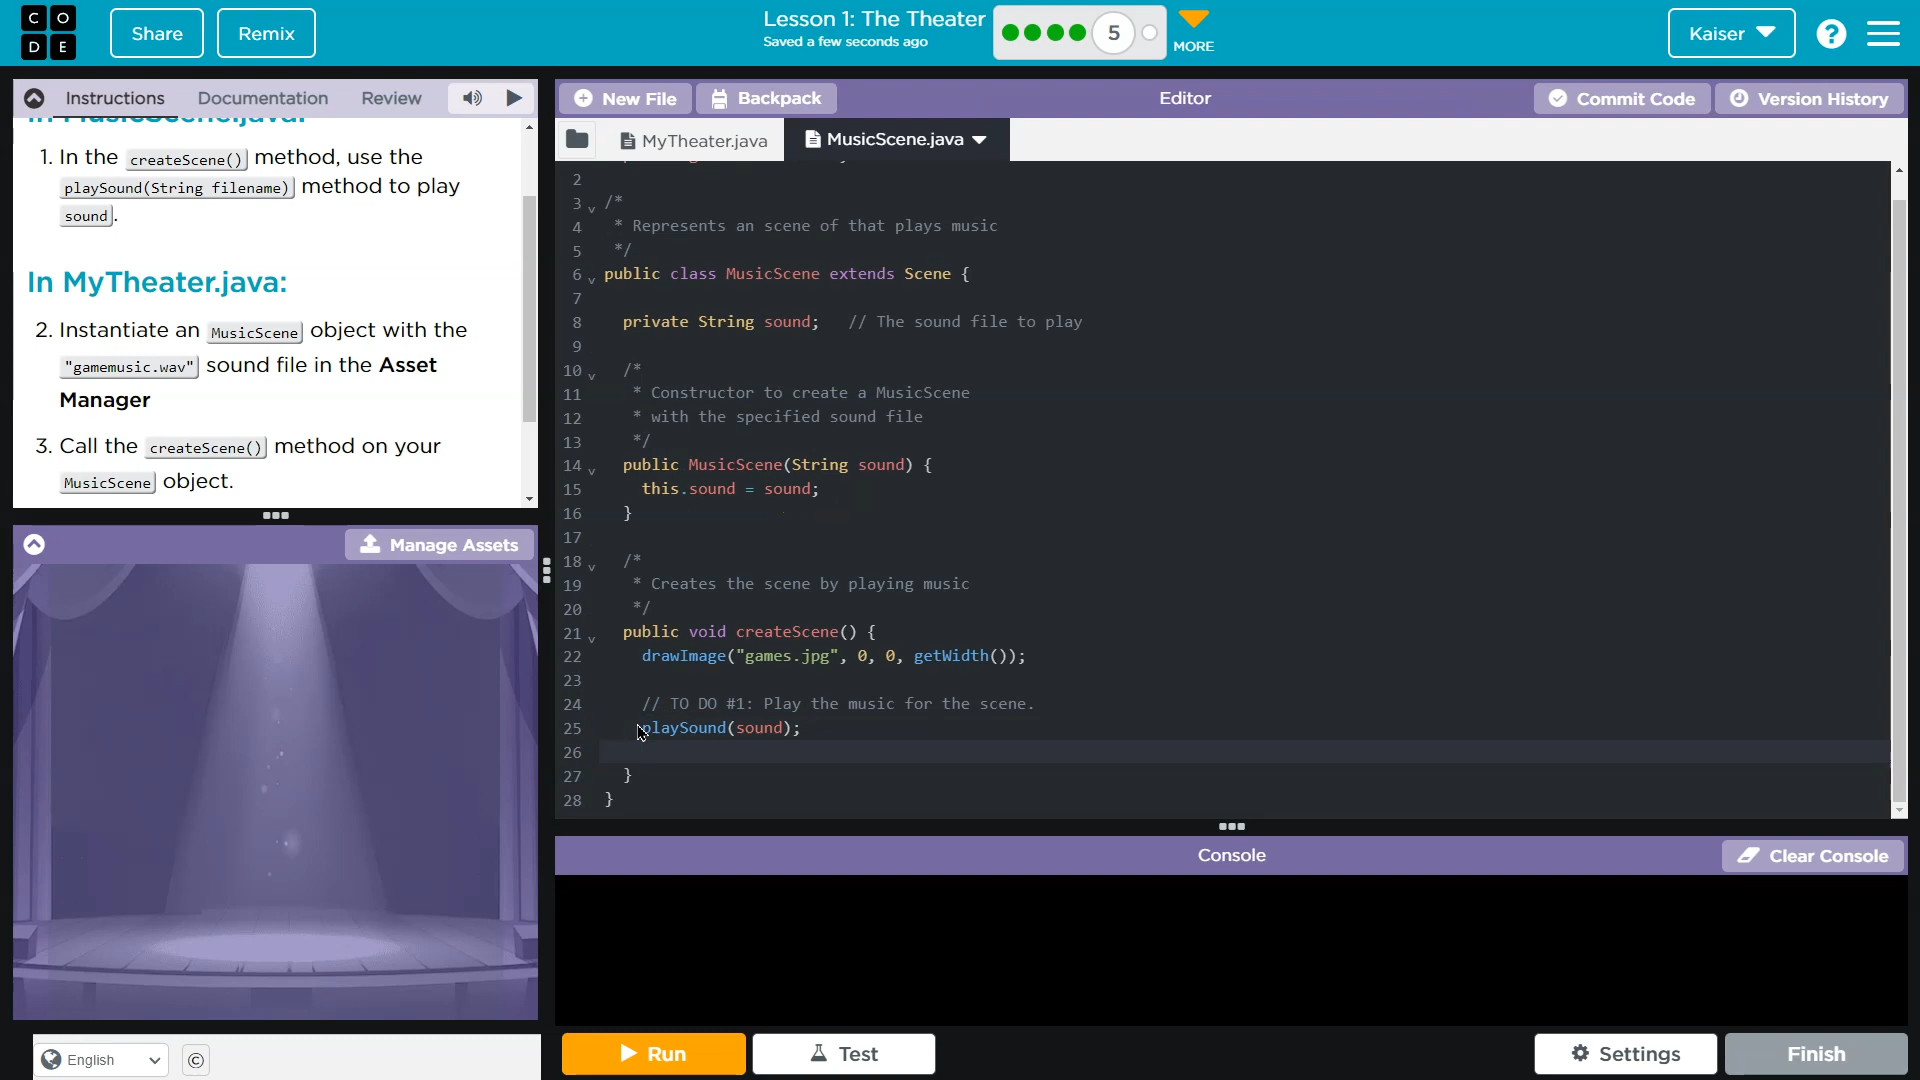 C O
D E
Share
Remix
Lesson 1: The Theater
Saved a few seconds ago
5
MORE
Kaiser
?
Instructions
Documentation
Review
New File
Backpack
Editor
Commit Code
Version History
In MusicScene.java:
1. In the createScene() method, use the
playSound(String filename) method to play
sound.
In MyTheater.java:
2. Instantiate an MusicScene object with the
"gamemusic.wav" sound file in the Asset
Manager
3. Call the createScene() method on your
MusicScene object.
Manage Assets
MyTheater.java
MusicScene.java
2
3 /*
4 * Represents an scene of that plays music
5 */
6 public class MusicScene extends Scene {
7
8 private String sound; // The sound file to play
9
10 /*
11 * Constructor to create a MusicScene
12 * with the specified sound file
13 */
14 public MusicScene(String sound) {
15 this.sound = sound;
16 }
17
18 /*
19 * Creates the scene by playing music
20 */
21 public void createScene() {
22 drawImage("games.jpg", 0, 0, getWidth());
23
24 // TO DO #1: Play the music for the scene.
25 playSound(sound);
26
27 }
28 }
Console
Clear Console
English
©
Run
Test
Settings
Finish